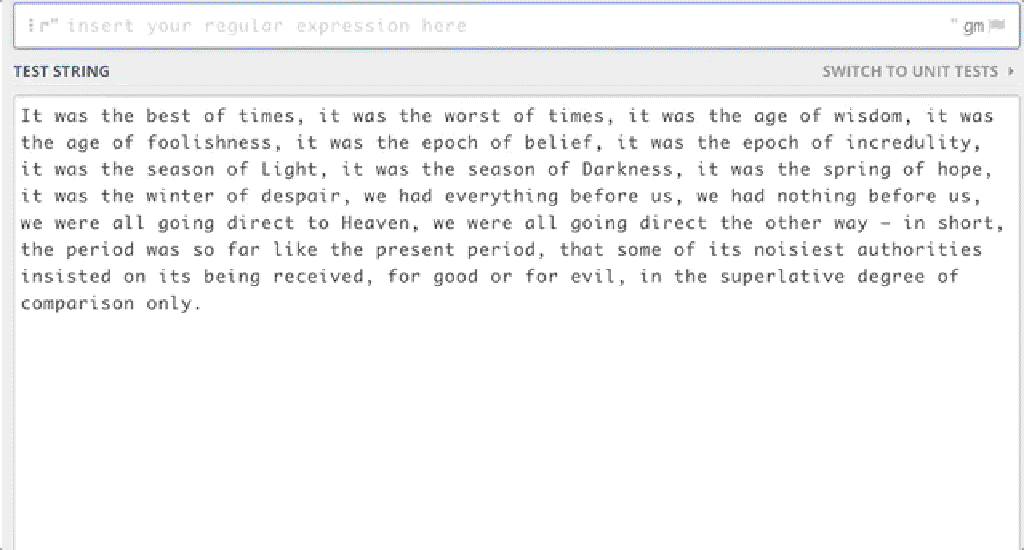 r" insert your regular expression here " gm
TEST STRING SWITCH TO UNIT TESTS
It was the best of times, it was the worst of times, it was the age of wisdom, it was
the age of foolishness, it was the epoch of belief, it was the epoch of incredulity,
it was the season of Light, it was the season of Darkness, it was the spring of hope,
it was the winter of despair, we had everything before us, we had nothing before us,
we were all going direct to Heaven, we were all going direct the other way – in short,
the period was so far like the present period, that some of its noisiest authorities
insisted on its being received, for good or for evil, in the superlative degree of
comparison only.